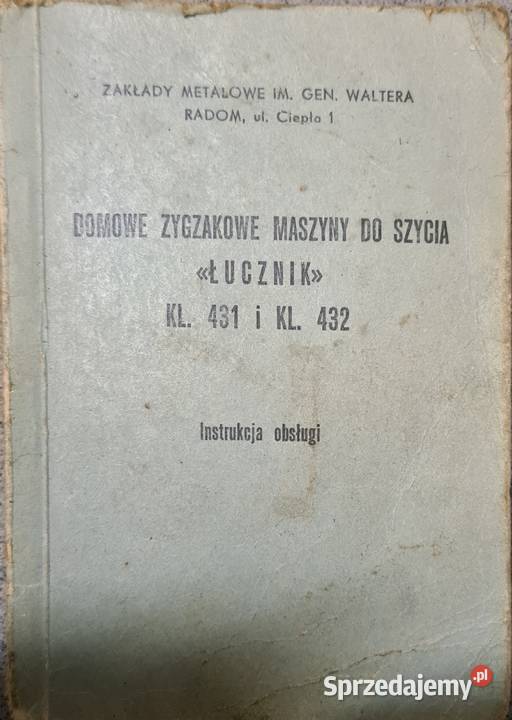 ZAKŁADY METALOWE IM. GEN. WALTERA
RADOM, ul. Ciepła 1
DOMOWE ZYGZAKOWE MASZYNY DO SZYCIA
«ŁUCZNIK»
KL. 431 i KL. 432
Instrukcja obsługi
Sprzedajemy.pl